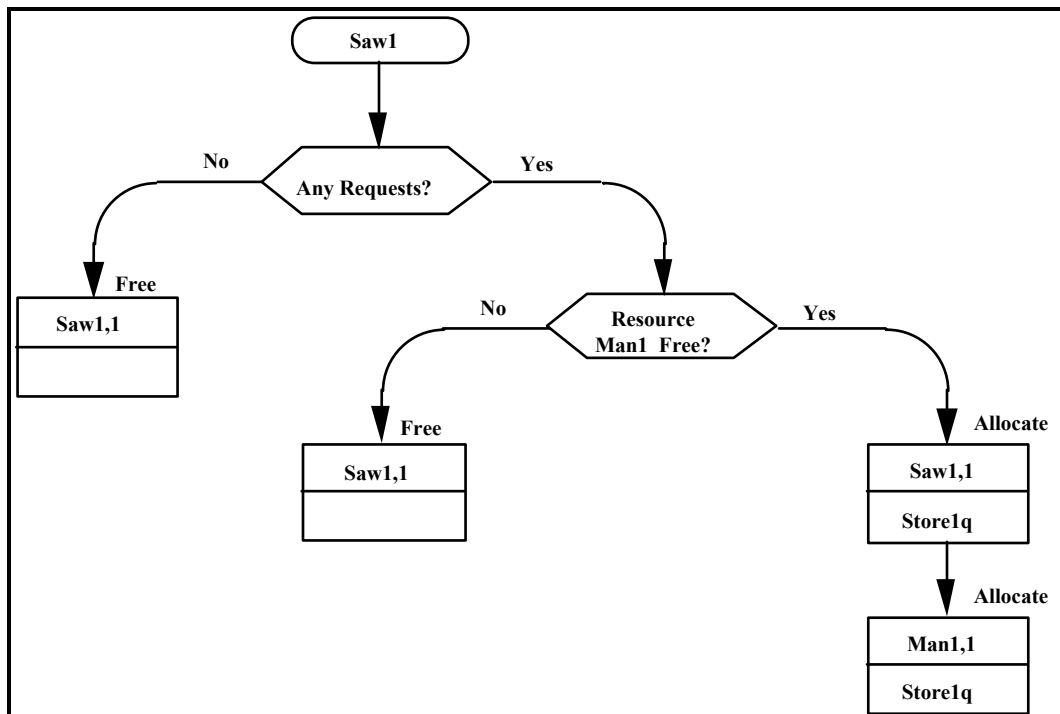 Saw1
No
Yes
Any Requests?
Free
Saw1,1
No
Resource
Man1 Free?
Yes
Free
Saw1,1
Allocate
Saw1,1
Store1q
Allocate
Man1,1
Store1q